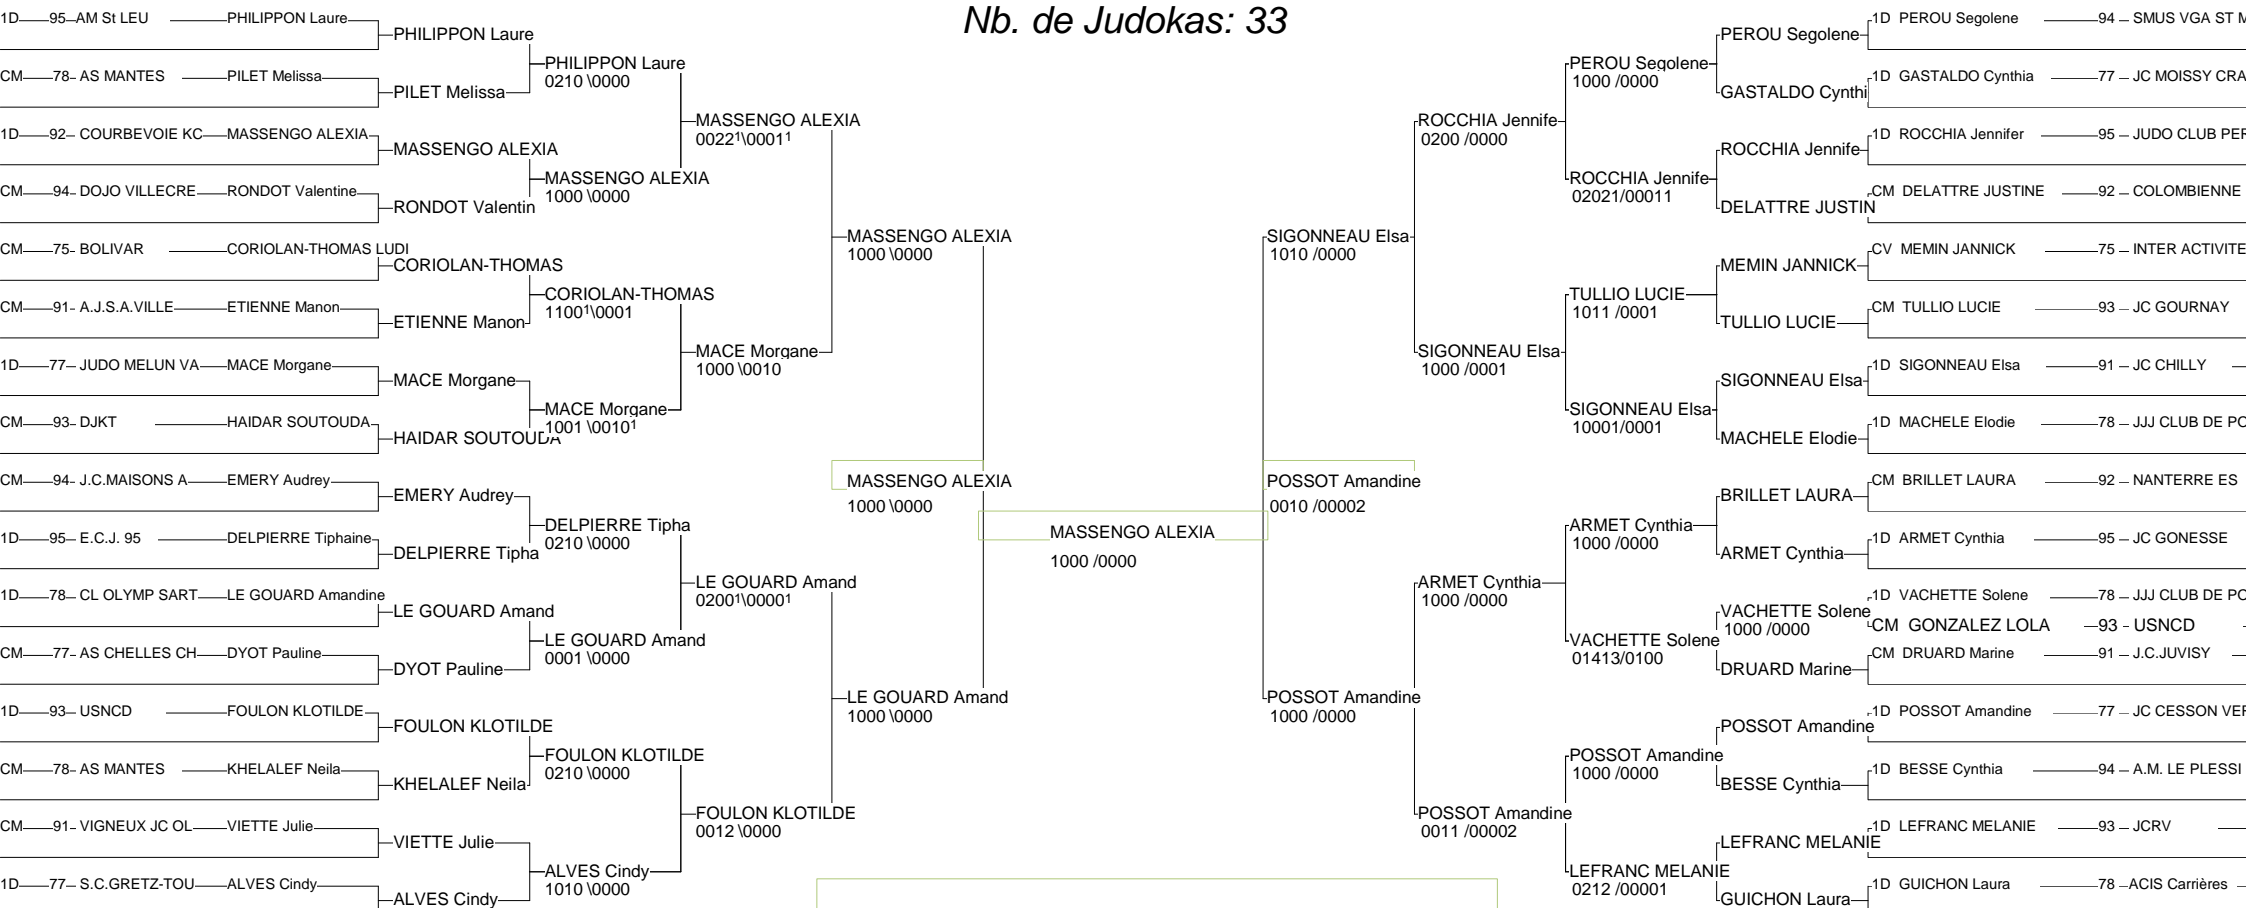 Nb. de Judokas: 33
1D 95 AM St LEU PHILIPPON Laure
CM 78 AS MANTES PILET Melissa
1D 92 COURBEVOIE KC MASSENGO ALEXIA
CM 94 DOJO VILLECRE RONDOT Valentine
CM 75 BOLIVAR CORIOLAN-THOMAS LUDI
CM 91 A.J.S.A.VILLE ETIENNE Manon
1D 77 JUDO MELUN VA MACE Morgane
CM 93 DJKT HAIDAR SOUTOUDA
CM 94 J.C.MAISONS A EMERY Audrey
1D 95 E.C.J. 95 DELPIERRE Tiphaine
1D 78 CL OLYMP SART LE GOUARD Amandine
CM 77 AS CHELLES CH DYOT Pauline
1D 93 USNCD FOULON KLOTILDE
CM 78 AS MANTES KHELALEF Neila
CM 91 VIGNEUX JC OL VIETTE Julie
1D 77 S.C.GRETZ-TOU ALVES Cindy
PHILIPPON Laure
PILET Melissa
MASSENGO ALEXIA
RONDOT Valentin
CORIOLAN-THOMAS
ETIENNE Manon
MACE Morgane
HAIDAR SOUTOUDA
EMERY Audrey
DELPIERRE Tipha
LE GOUARD Amand
DYOT Pauline
FOULON KLOTILDE
KHELALEF Neila
VIETTE Julie
ALVES Cindy
PHILIPPON Laure
0210 \0000
MASSENGO ALEXIA
1000 \0000
CORIOLAN-THOMAS
1100¹\0001
MACE Morgane
1001 \0010¹
DELPIERRE Tipha
0210 \0000
LE GOUARD Amand
0001 \0000
FOULON KLOTILDE
0210 \0000
ALVES Cindy
1010 \0000
MASSENGO ALEXIA
0022¹\0001¹
MACE Morgane
1000 \0010
LE GOUARD Amand
0200¹\0000¹
FOULON KLOTILDE
0012 \0000
MASSENGO ALEXIA
1000 \0000
MASSENGO ALEXIA
1000 \0000
LE GOUARD Amand
1000 \0000
MASSENGO ALEXIA
1000 /0000
SIGONNEAU Elsa
1010 /0000
POSSOT Amandine
0010 /00002
POSSOT Amandine
1000 /0000
ROCCHIA Jennife
0200 /0000
SIGONNEAU Elsa
1000 /0001
ARMET Cynthia
1000 /0000
POSSOT Amandine
0011 /00002
PEROU Segolene
1000 /0000
ROCCHIA Jennife
02021/00011
TULLIO LUCIE
1011 /0001
SIGONNEAU Elsa
10001/0001
ARMET Cynthia
1000 /0000
VACHETTE Solene
01413/0100
POSSOT Amandine
1000 /0000
LEFRANC MELANIE
0212 /00001
PEROU Segolene
GASTALDO Cynthi
ROCCHIA Jennife
DELATTRE JUSTIN
MEMIN JANNICK
TULLIO LUCIE
SIGONNEAU Elsa
MACHELE Elodie
BRILLET LAURA
ARMET Cynthia
VACHETTE Solene
1000 /0000
DRUARD Marine
POSSOT Amandine
BESSE Cynthia
LEFRANC MELANIE
GUICHON Laura
1D PEROU Segolene 94 SMUS VGA ST M
1D GASTALDO Cynthia 77 JC MOISSY CRA
1D ROCCHIA Jennifer 95 JUDO CLUB PER
CM DELATTRE JUSTINE 92 COLOMBIENNE
CV MEMIN JANNICK 75 INTER ACTIVITE
CM TULLIO LUCIE 93 JC GOURNAY
1D SIGONNEAU Elsa 91 JC CHILLY
1D MACHELE Elodie 78 JJJ CLUB DE PO
CM BRILLET LAURA 92 NANTERRE ES
1D ARMET Cynthia 95 JC GONESSE
1D VACHETTE Solene 78 JJJ CLUB DE PO
CM GONZALEZ LOLA 93 USNCD
CM DRUARD Marine 91 J.C.JUVISY
1D POSSOT Amandine 77 JC CESSON VER
1D BESSE Cynthia 94 A.M. LE PLESSI
1D LEFRANC MELANIE 93 JCRV
1D GUICHON Laura 78 ACIS Carrières